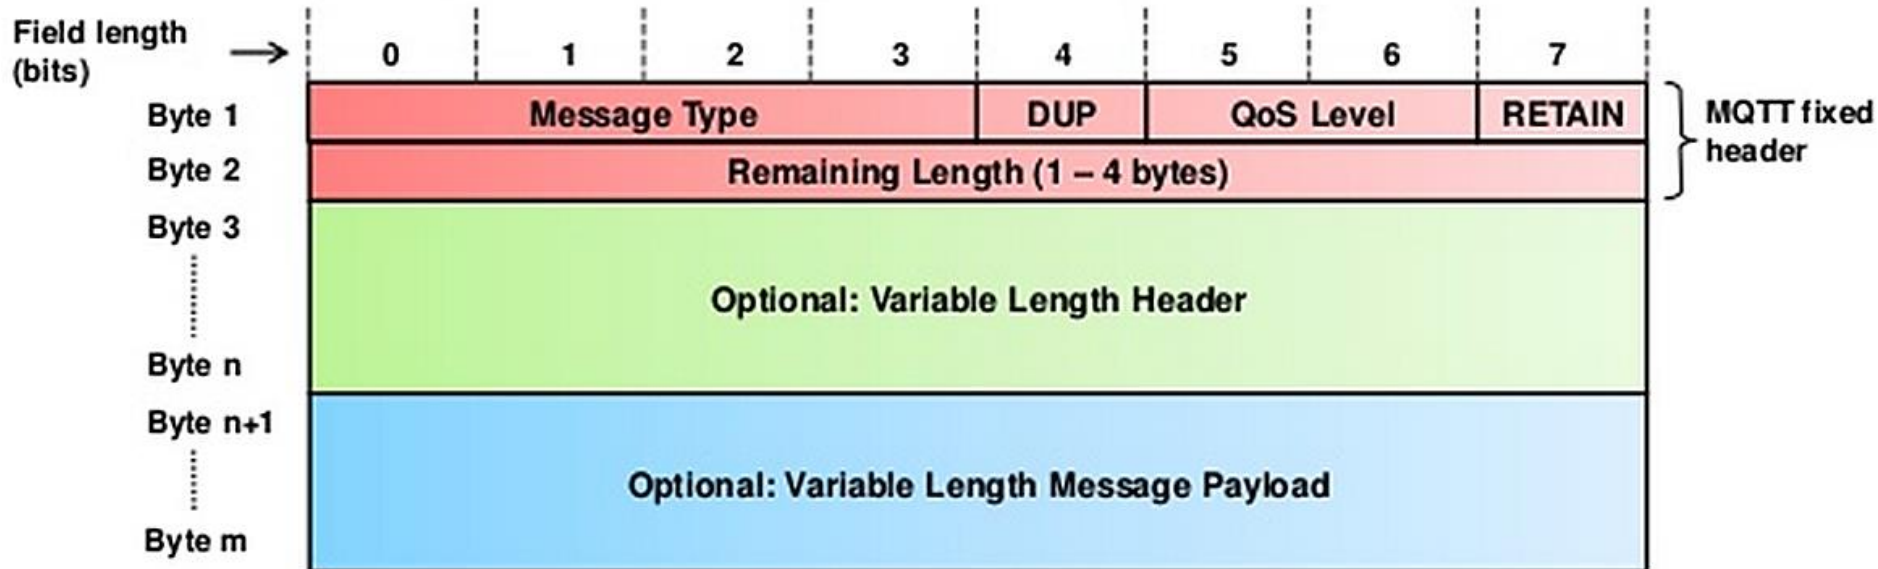 Field length
(bits)
0 1 2 3 4 5 6 7
Byte 1
Message Type DUP QoS Level RETAIN
MQTT fixed
header
Byte 2
Remaining Length (1 – 4 bytes)
Byte 3
Optional: Variable Length Header
Byte n
Byte n+1
Optional: Variable Length Message Payload
Byte m